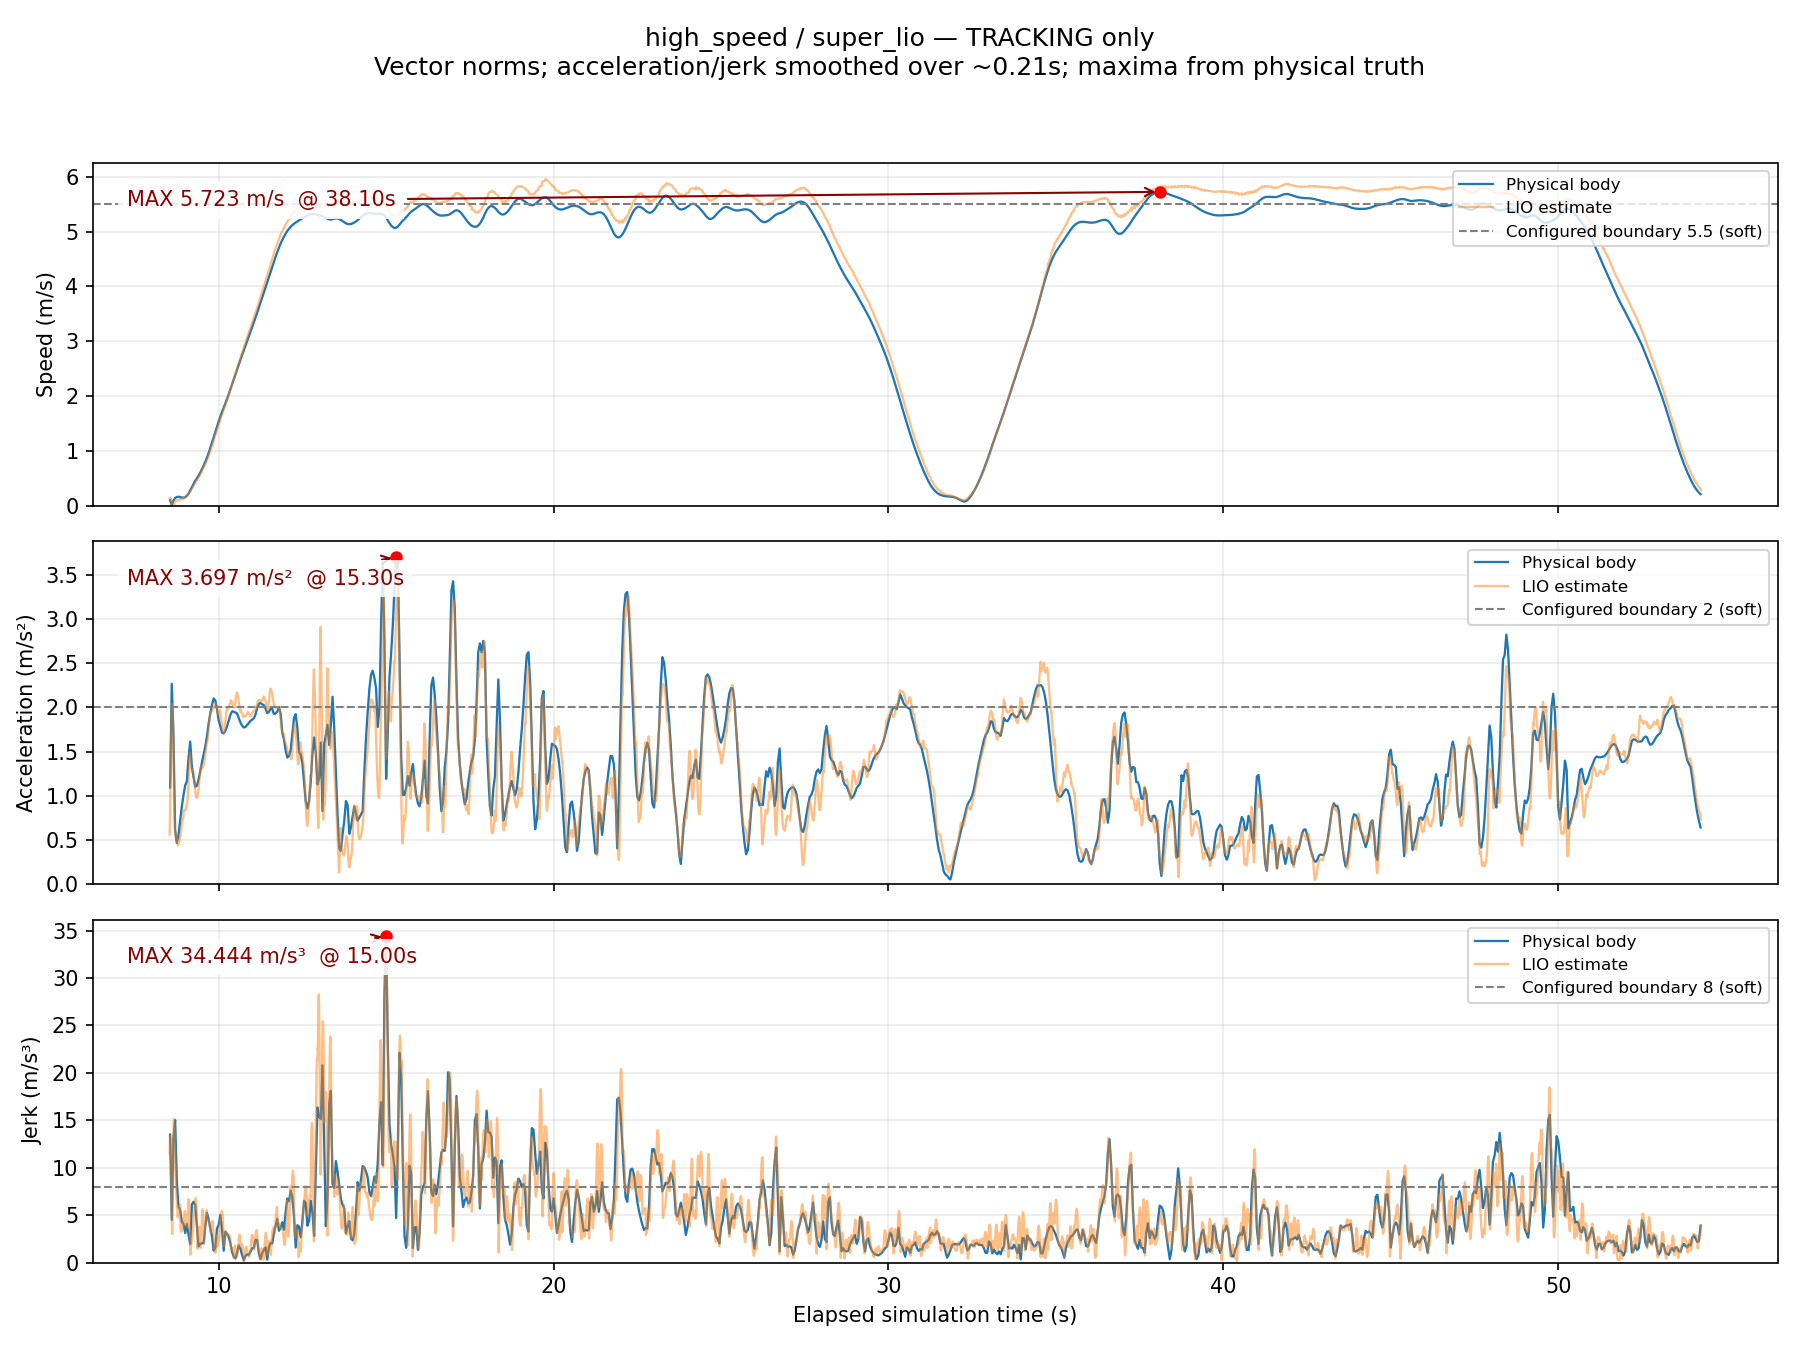 high_speed / super_lio — TRACKING only
Vector norms; acceleration/jerk smoothed over ~0.21s; maxima from physical truth
Speed (m/s)
6
5
4
3
2
1
0
MAX 5.723 m/s  @ 38.10s
Physical body
LIO estimate
Configured boundary 5.5 (soft)
Acceleration (m/s²)
3.5
3.0
2.5
2.0
1.5
1.0
0.5
0.0
MAX 3.697 m/s²  @ 15.30s
Physical body
LIO estimate
Configured boundary 2 (soft)
Jerk (m/s³)
35
30
25
20
15
10
5
0
MAX 34.444 m/s³  @ 15.00s
Physical body
LIO estimate
Configured boundary 8 (soft)
10 20 30 40 50
Elapsed simulation time (s)